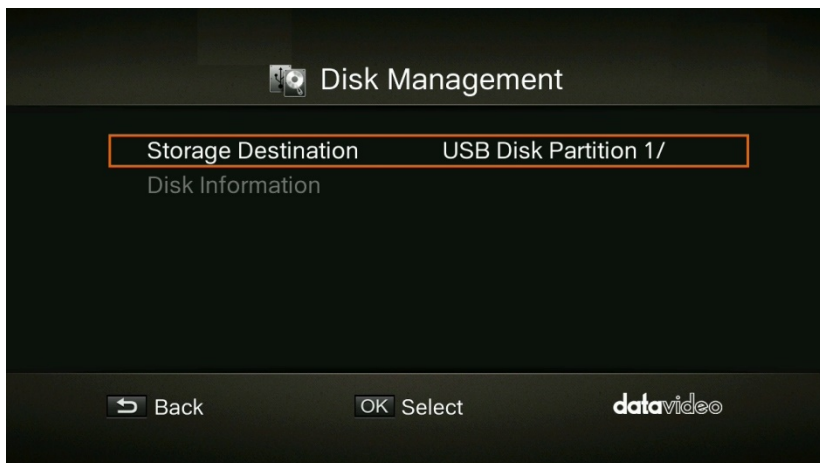 Disk Management
Storage Destination USB Disk Partition 1/
Disk Information
Back OK Select datavideo